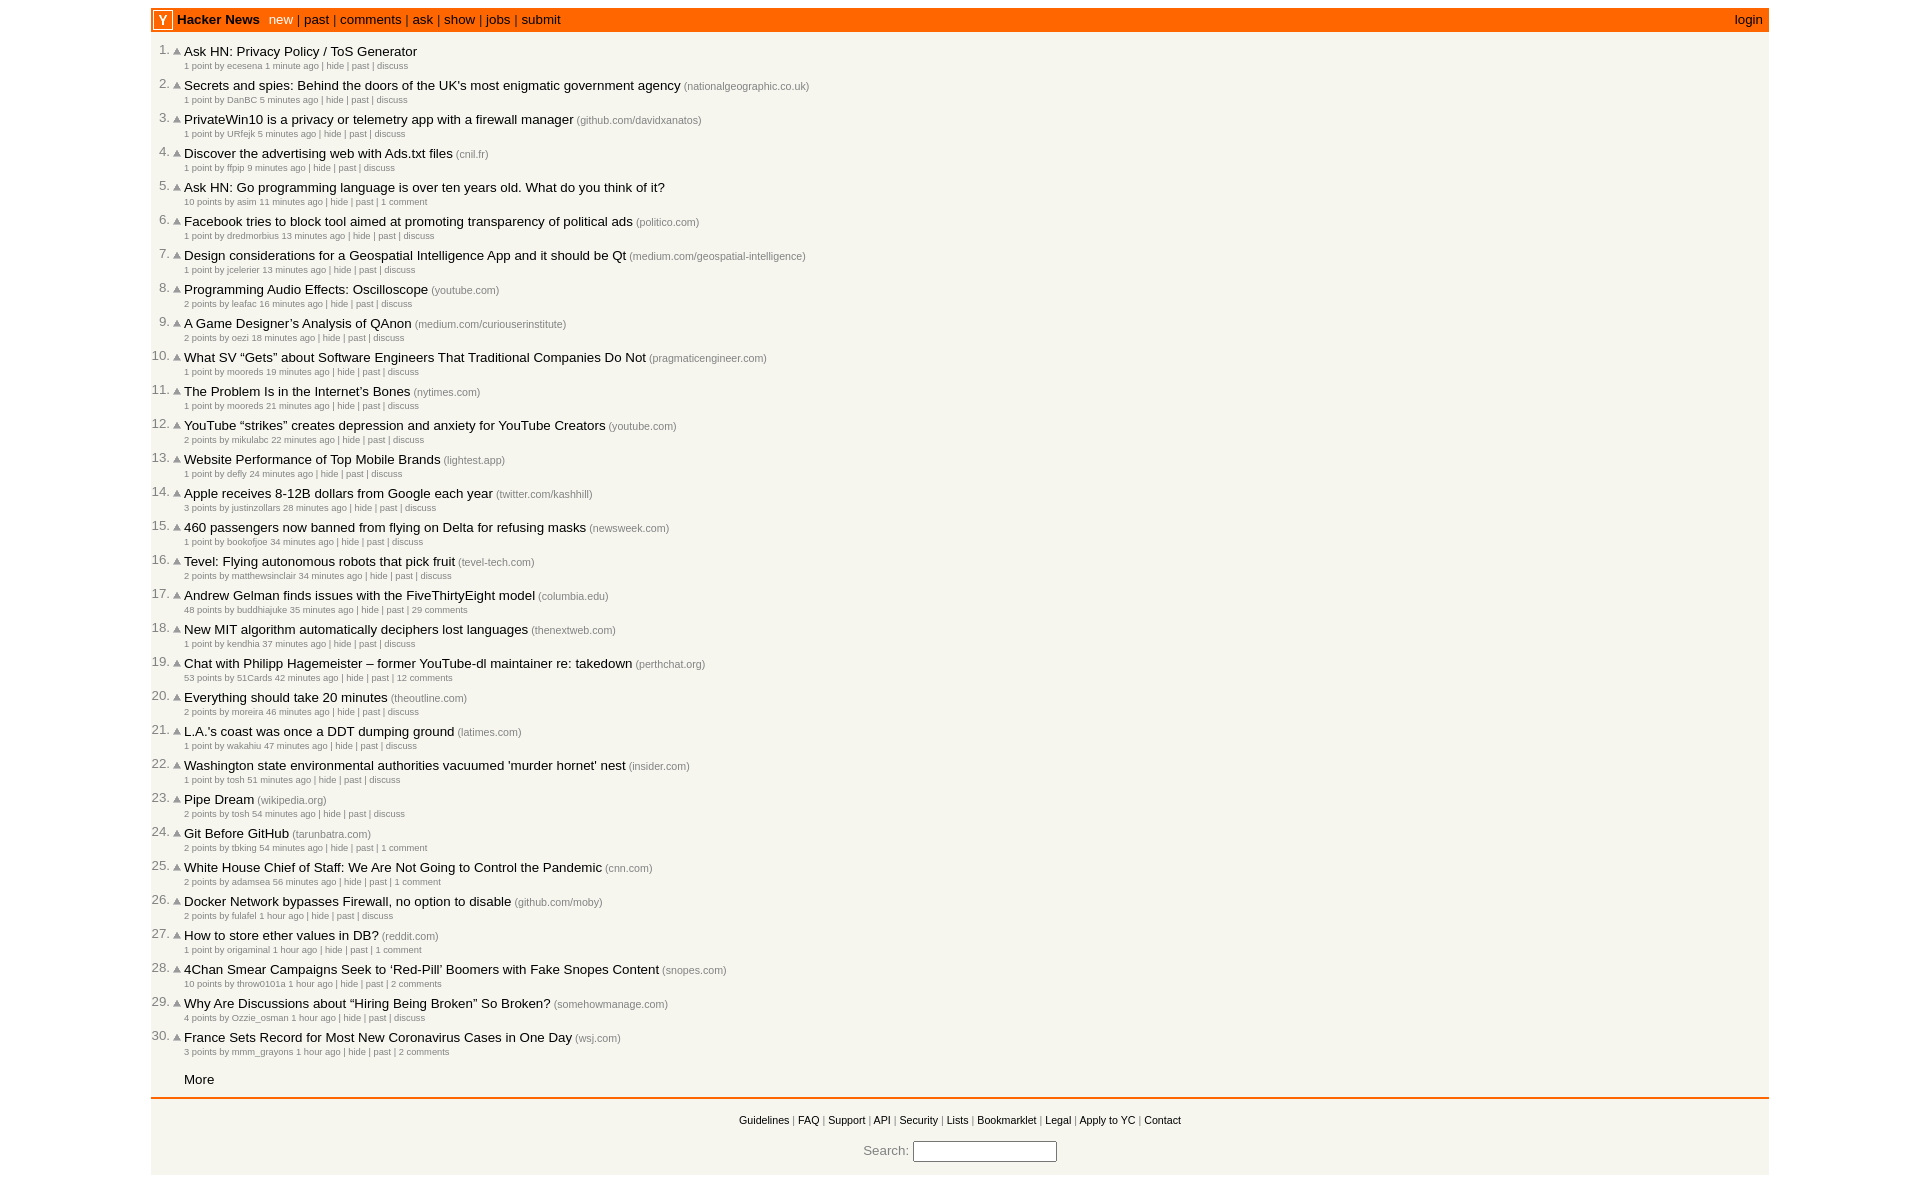 Y Hacker News new | past | comments | ask | show | jobs | submit login
1. Ask HN: Privacy Policy / ToS Generator
1 point by ecesena 1 minute ago | hide | past | discuss
2. Secrets and spies: Behind the doors of the UK's most enigmatic government agency (nationalgeographic.co.uk)
1 point by DanBC 5 minutes ago | hide | past | discuss
3. PrivateWin10 is a privacy or telemetry app with a firewall manager (github.com/davidxanatos)
1 point by URfejk 5 minutes ago | hide | past | discuss
4. Discover the advertising web with Ads.txt files (cnil.fr)
1 point by ffpip 9 minutes ago | hide | past | discuss
5. Ask HN: Go programming language is over ten years old. What do you think of it?
10 points by asim 11 minutes ago | hide | past | 1 comment
6. Facebook tries to block tool aimed at promoting transparency of political ads (politico.com)
1 point by dredmorbius 13 minutes ago | hide | past | discuss
7. Design considerations for a Geospatial Intelligence App and it should be Qt (medium.com/geospatial-intelligence)
1 point by jcelerier 13 minutes ago | hide | past | discuss
8. Programming Audio Effects: Oscilloscope (youtube.com)
2 points by leafac 16 minutes ago | hide | past | discuss
9. A Game Designer’s Analysis of QAnon (medium.com/curiouserinstitute)
2 points by oezi 18 minutes ago | hide | past | discuss
10. What SV “Gets” about Software Engineers That Traditional Companies Do Not (pragmaticengineer.com)
1 point by mooreds 19 minutes ago | hide | past | discuss
11. The Problem Is in the Internet’s Bones (nytimes.com)
1 point by mooreds 21 minutes ago | hide | past | discuss
12. YouTube “strikes” creates depression and anxiety for YouTube Creators (youtube.com)
2 points by mikulabc 22 minutes ago | hide | past | discuss
13. Website Performance of Top Mobile Brands (lightest.app)
1 point by defly 24 minutes ago | hide | past | discuss
14. Apple receives 8-12B dollars from Google each year (twitter.com/kashhill)
3 points by justinzollars 28 minutes ago | hide | past | discuss
15. 460 passengers now banned from flying on Delta for refusing masks (newsweek.com)
1 point by bookofjoe 34 minutes ago | hide | past | discuss
16. Tevel: Flying autonomous robots that pick fruit (tevel-tech.com)
2 points by matthewsinclair 34 minutes ago | hide | past | discuss
17. Andrew Gelman finds issues with the FiveThirtyEight model (columbia.edu)
48 points by buddhiajuke 35 minutes ago | hide | past | 29 comments
18. New MIT algorithm automatically deciphers lost languages (thenextweb.com)
1 point by kendhia 37 minutes ago | hide | past | discuss
19. Chat with Philipp Hagemeister – former YouTube-dl maintainer re: takedown (perthchat.org)
53 points by 51Cards 42 minutes ago | hide | past | 12 comments
20. Everything should take 20 minutes (theoutline.com)
2 points by moreira 46 minutes ago | hide | past | discuss
21. L.A.'s coast was once a DDT dumping ground (latimes.com)
1 point by wakahiu 47 minutes ago | hide | past | discuss
22. Washington state environmental authorities vacuumed 'murder hornet' nest (insider.com)
1 point by tosh 51 minutes ago | hide | past | discuss
23. Pipe Dream (wikipedia.org)
2 points by tosh 54 minutes ago | hide | past | discuss
24. Git Before GitHub (tarunbatra.com)
2 points by tbking 54 minutes ago | hide | past | 1 comment
25. White House Chief of Staff: We Are Not Going to Control the Pandemic (cnn.com)
2 points by adamsea 56 minutes ago | hide | past | 1 comment
26. Docker Network bypasses Firewall, no option to disable (github.com/moby)
2 points by fulafel 1 hour ago | hide | past | discuss
27. How to store ether values in DB? (reddit.com)
1 point by origaminal 1 hour ago | hide | past | 1 comment
28. 4Chan Smear Campaigns Seek to ‘Red-Pill’ Boomers with Fake Snopes Content (snopes.com)
10 points by throw0101a 1 hour ago | hide | past | 2 comments
29. Why Are Discussions about “Hiring Being Broken” So Broken? (somehowmanage.com)
4 points by Ozzie_osman 1 hour ago | hide | past | discuss
30. France Sets Record for Most New Coronavirus Cases in One Day (wsj.com)
3 points by mmm_grayons 1 hour ago | hide | past | 2 comments
More
Guidelines | FAQ | Support | API | Security | Lists | Bookmarklet | Legal | Apply to YC | Contact
Search: